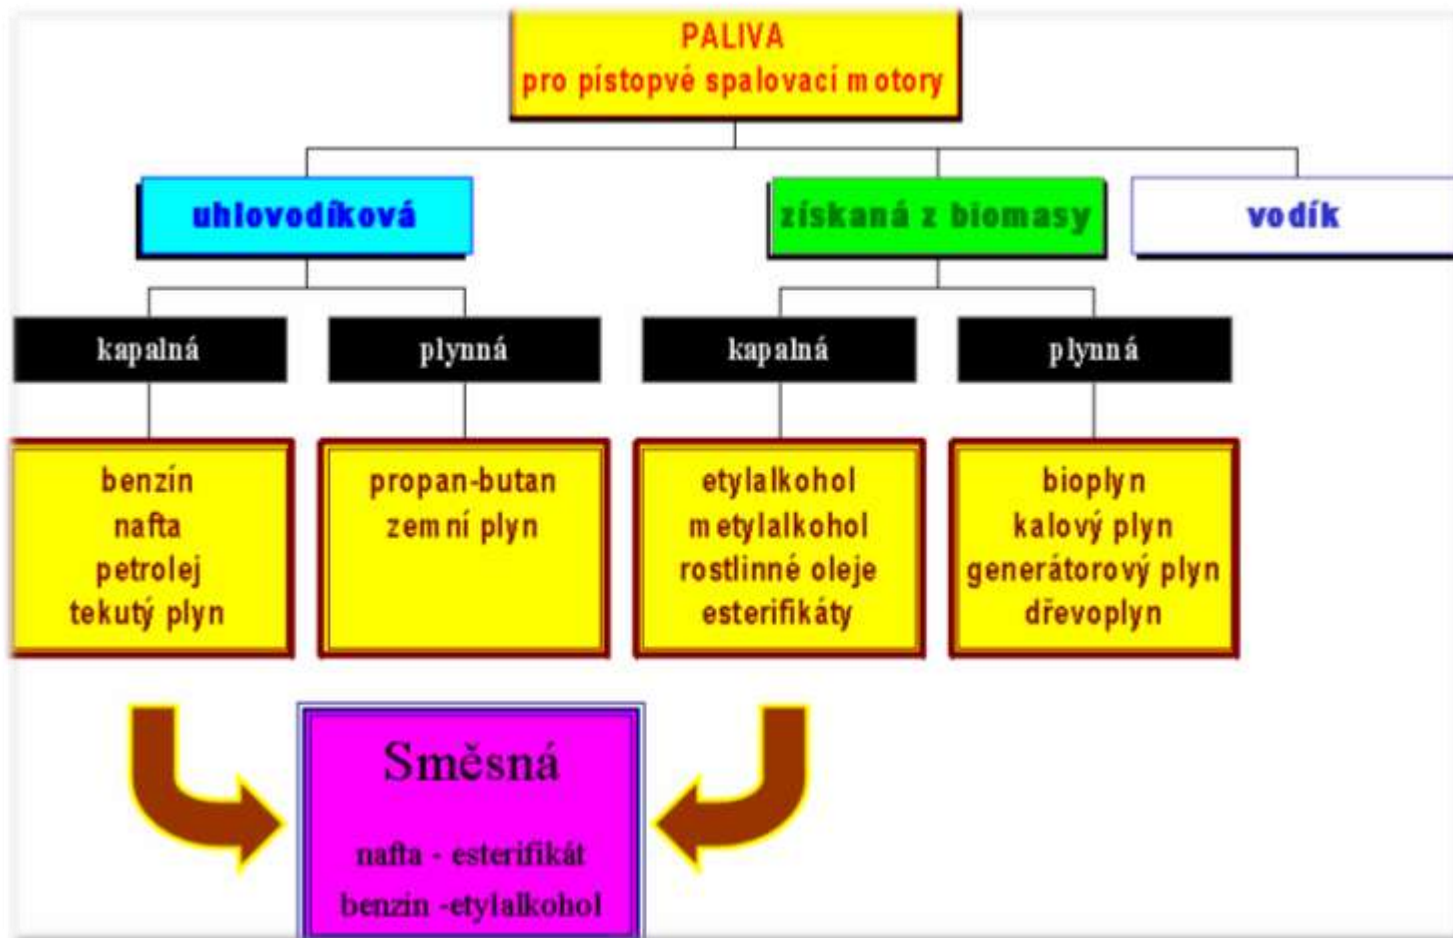 PALIVA
pro pístopvé spalovací motory
uhlovodíková
získaná z biomasy
vodík
kapalná
plynná
kapalná
plynná
benzín
nafta
petrolej
tekutý plyn
propan-butan
zemní plyn
etylalkohol
metylalkohol
rostlinné oleje
esterifikáty
bioplyn
kalový plyn
generátorový plyn
dřevoplyn
Směsná
nafta - esterifikát
benzin -etylalkohol